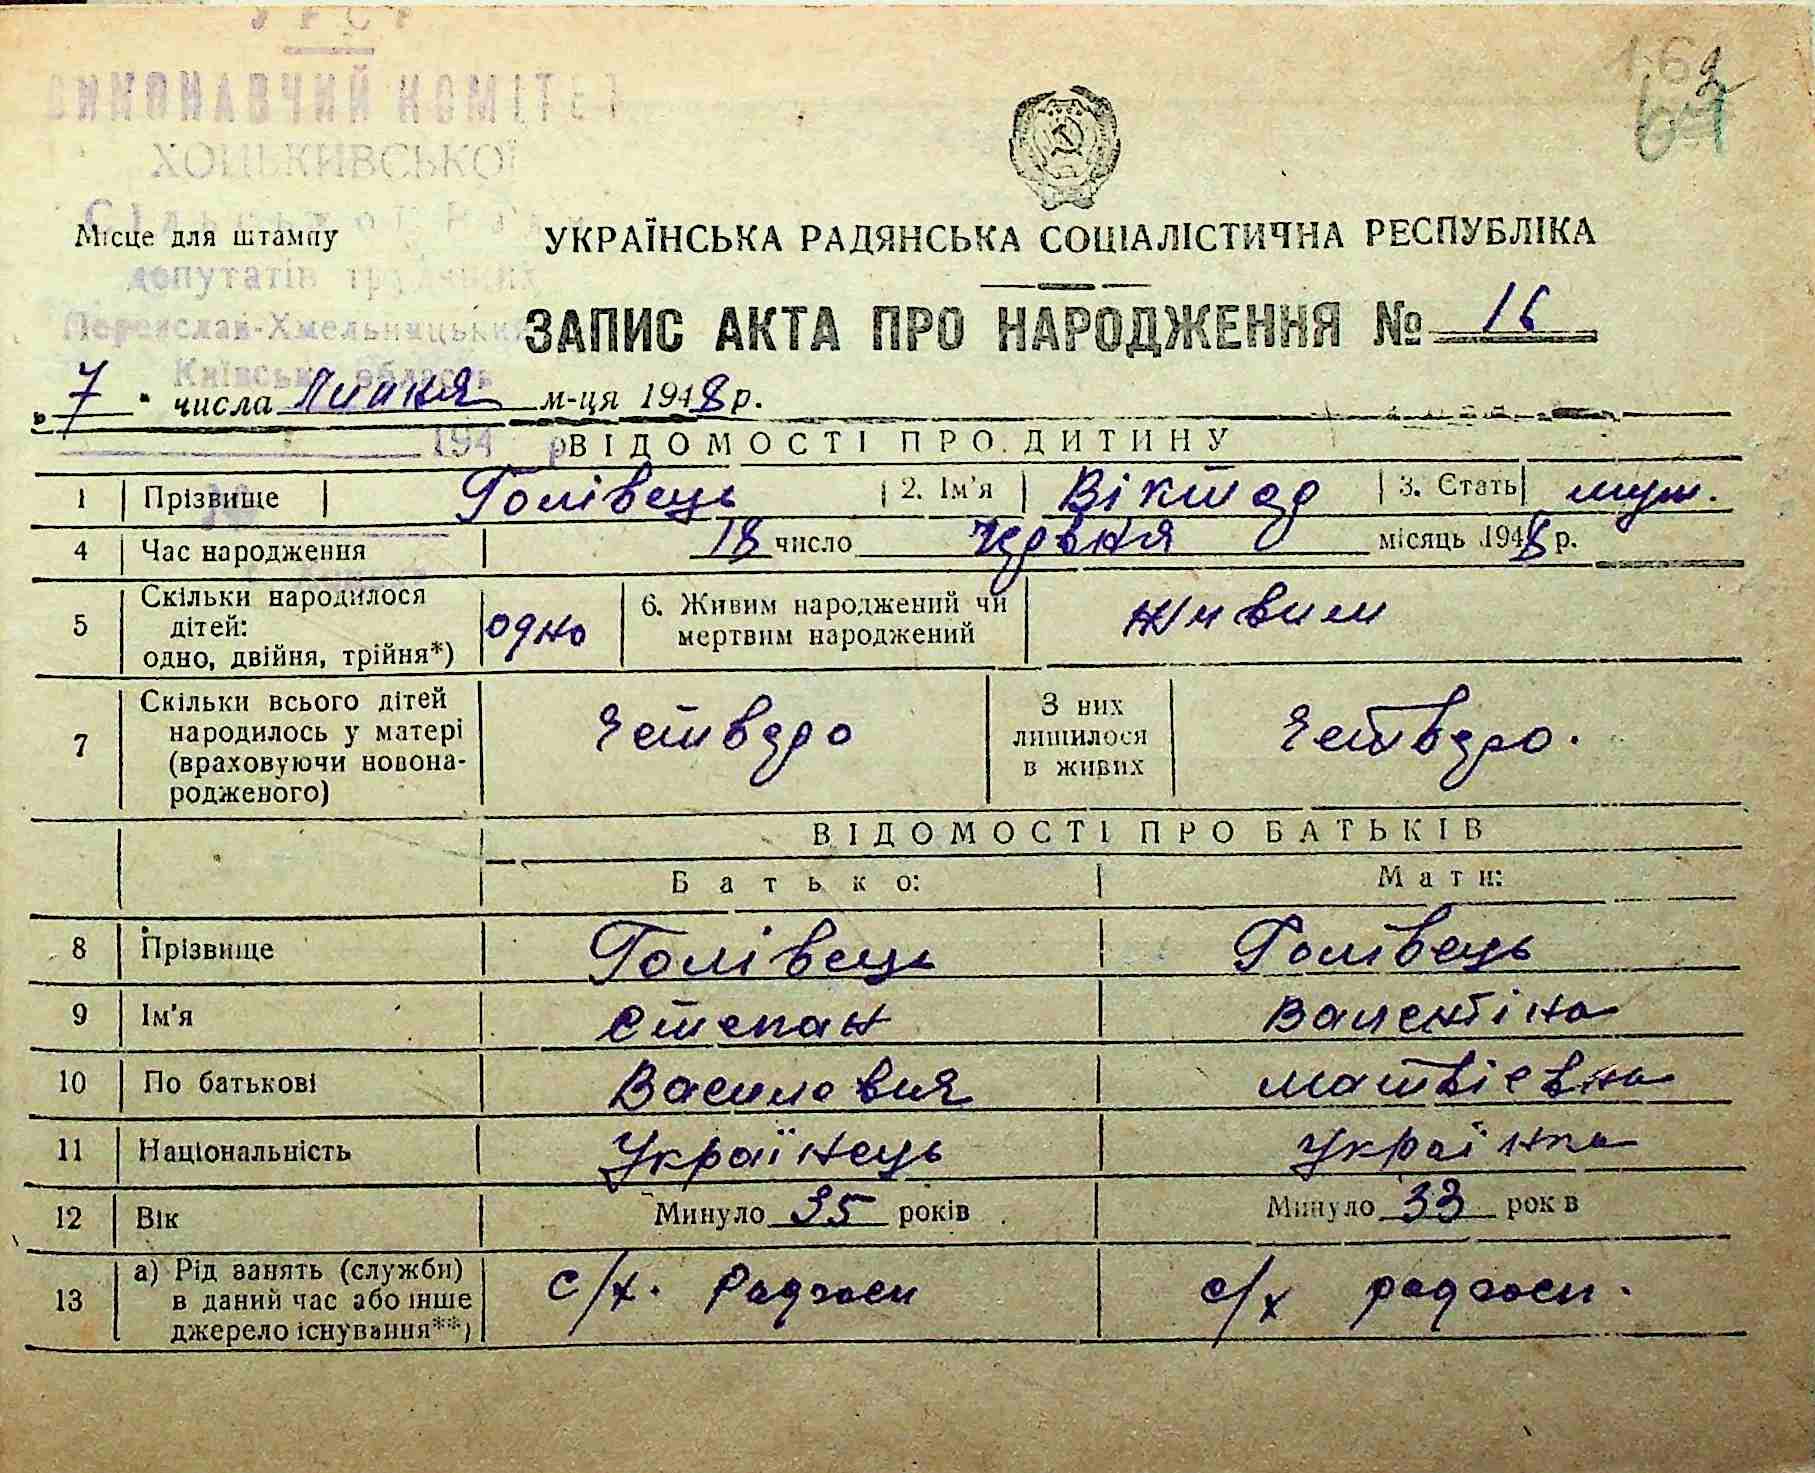 УРСР
ВИКОНАВЧИЙ КОМІТЕТ
ХОЦЬКИВСЬКОЇ
Місце для штампу
депутатів трудящих
Переяслав-Хмельницький
Київська область
194 р
163
УКРАЇНСЬКА РАДЯНСЬКА СОЦІАЛІСТИЧНА РЕСПУБЛІКА
ЗАПИС АКТА ПРО НАРОДЖЕННЯ № 16
„ 7 " числа Липня м-ця 1948 р.
ВІДОМОСТІ ПРО ДИТИНУ
1 Прізвище Голівець 2. Ім'я Віктор 3. Стать муж.
4 Час народження 18 число червня місяць 1948 р.
5 Скільки народилося дітей: одно, двійня, трійня*) одно 6. Живим народжений чи мертвим народжений живим
7 Скільки всього дітей народилось у матері (враховуючи новонародженого) Четверо З них лишилося в живих Четверо.
ВІДОМОСТІ ПРО БАТЬКІВ
Батько: Мати:
8 Прізвище Голівець Голівець
9 Ім'я Степан Валентіна
10 По батькові Василович Матвієвна
11 Національність Українець Українка
12 Вік Минуло 35 років Минуло 33 рок в
13 а) Рід занять (служби) в даний час або інше джерело існування**) с/х. Радгосп с/х радгосп.